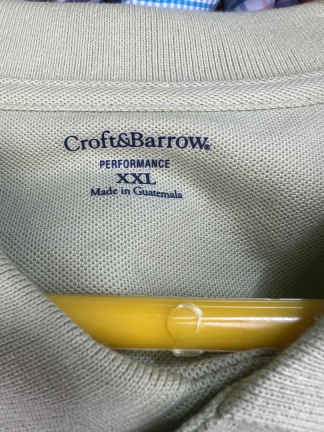 Croft&Barrow®
PERFORMANCE
XXL
Made in Guatemala